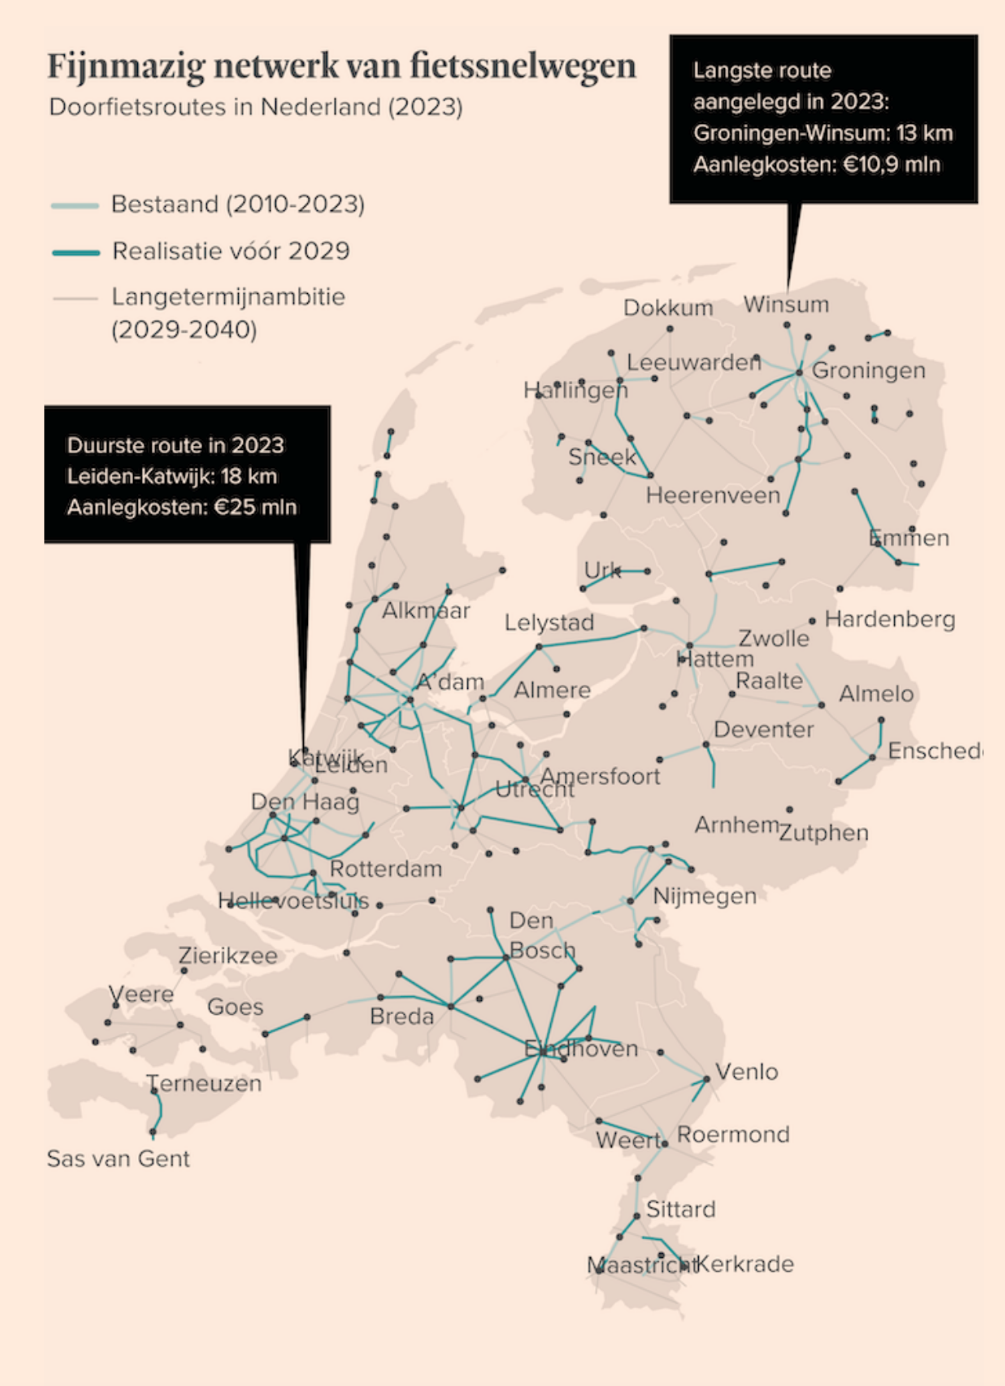 Fijnmazig netwerk van fietssnelwegen
Doorfietsroutes in Nederland (2023)
Langste route
aangelegd in 2023:
Groningen-Winsum: 13 km
Aanlegkosten: €10,9 mln
Bestaand (2010-2023)
Realisatie vóór 2029
Langetermijnambitie
(2029-2040)
Duurste route in 2023
Leiden-Katwijk: 18 km
Aanlegkosten: €25 mln
Dokkum
Winsum
Leeuwarden
Groningen
Harlingen
Sneek
Heerenveen
Emmen
Urk
Alkmaar
Lelystad
Hardenberg
Zwolle
Hattem
A'dam
Almere
Raalte
Almelo
Deventer
Katwijk
Leiden
Ensched
Amersfoort
Utrecht
Den Haag
Arnhem
Zutphen
Rotterdam
Hellevoetsluis
Nijmegen
Den
Bosch
Zierikzee
Veere
Goes
Breda
Eindhoven
Venlo
Terneuzen
Weert
Roermond
Sas van Gent
Sittard
Maastricht
Kerkrade